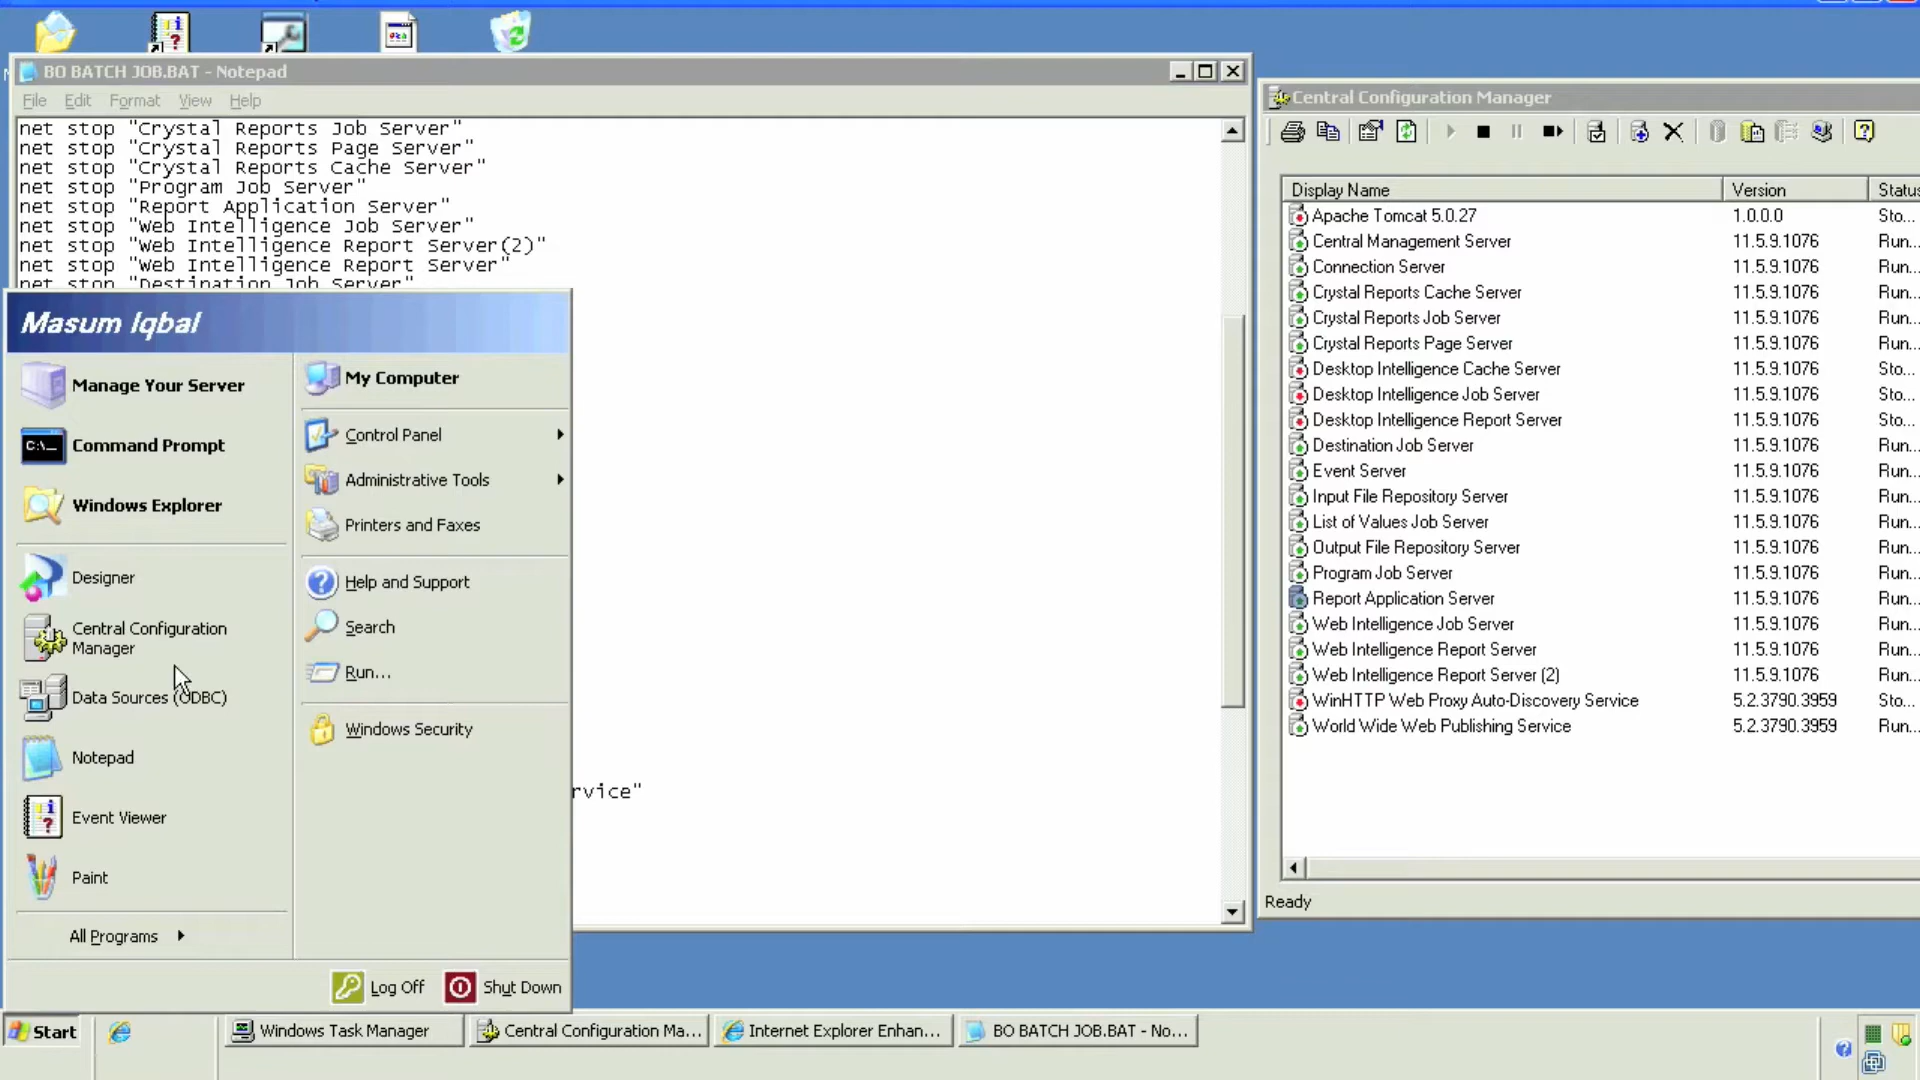 BO BATCH JOB.BAT - Notepad
File Edit Format View Help
net stop "Crystal Reports Job Server"
net stop "Crystal Reports Page Server"
net stop "Crystal Reports Cache Server"
net stop "Program Job Server"
net stop "Report Application Server"
net stop "Web Intelligence Job Server"
net stop "Web Intelligence Report Server(2)"
net stop "Web Intelligence Report Server"
net stop "Destination Job Server"
rvice"
Masum Iqbal
Manage Your Server
Command Prompt
C:\
Windows Explorer
Designer
Central Configuration
Manager
Data Sources (ODBC)
Notepad
Event Viewer
Paint
All Programs
My Computer
Control Panel
Administrative Tools
Printers and Faxes
Help and Support
Search
Run...
Windows Security
Log Off
Shut Down
Central Configuration Manager
Display Name Version Status
Apache Tomcat 5.0.27 1.0.0.0 Sto...
Central Management Server 11.5.9.1076 Run...
Connection Server 11.5.9.1076 Run...
Crystal Reports Cache Server 11.5.9.1076 Run...
Crystal Reports Job Server 11.5.9.1076 Run...
Crystal Reports Page Server 11.5.9.1076 Run...
Desktop Intelligence Cache Server 11.5.9.1076 Sto...
Desktop Intelligence Job Server 11.5.9.1076 Sto...
Desktop Intelligence Report Server 11.5.9.1076 Sto...
Destination Job Server 11.5.9.1076 Run...
Event Server 11.5.9.1076 Run...
Input File Repository Server 11.5.9.1076 Run...
List of Values Job Server 11.5.9.1076 Run...
Output File Repository Server 11.5.9.1076 Run...
Program Job Server 11.5.9.1076 Run...
Report Application Server 11.5.9.1076 Run...
Web Intelligence Job Server 11.5.9.1076 Run...
Web Intelligence Report Server 11.5.9.1076 Run...
Web Intelligence Report Server (2) 11.5.9.1076 Run...
WinHTTP Web Proxy Auto-Discovery Service 5.2.3790.3959 Sto...
World Wide Web Publishing Service 5.2.3790.3959 Run...
Ready
Start
Windows Task Manager
Central Configuration Ma...
Internet Explorer Enhan...
BO BATCH JOB.BAT - No...